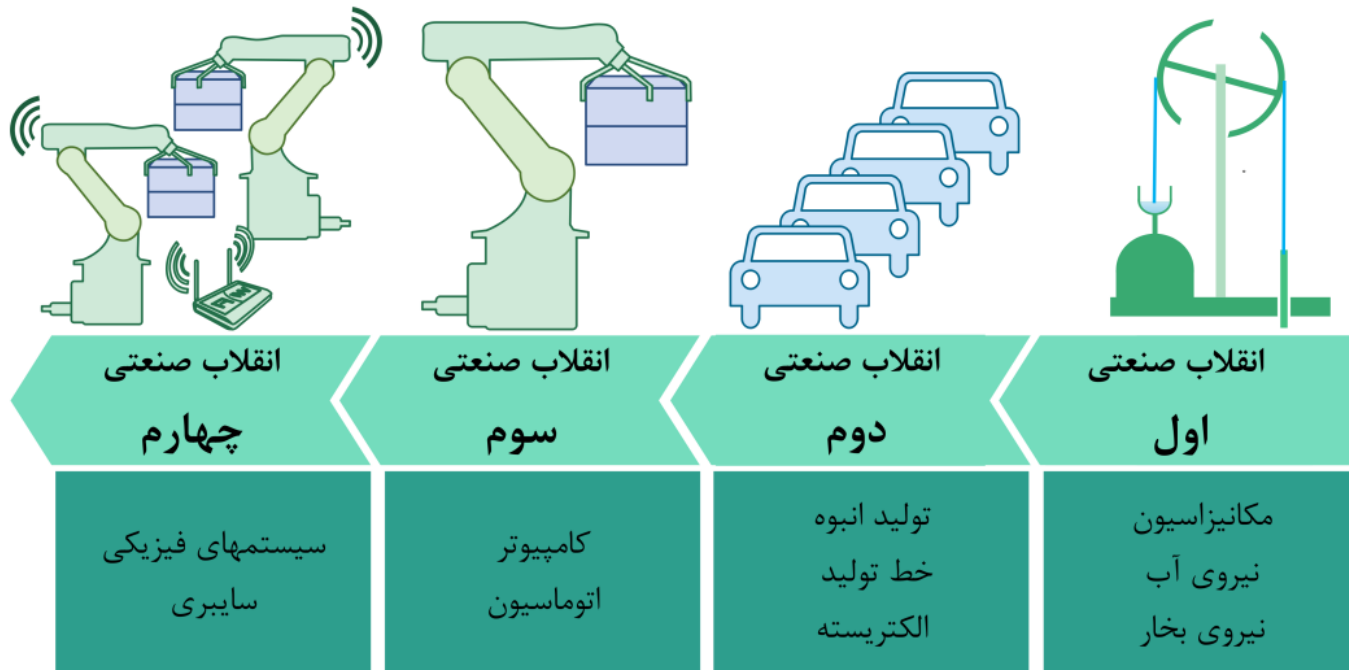 انقلاب صنعتی
اول
مکانیزاسیون
نیروی آب
نیروی بخار
انقلاب صنعتی
دوم
تولید انبوه
خط تولید
الکتریسته
انقلاب صنعتی
سوم
کامپیوتر
اتوماسیون
انقلاب صنعتی
چهارم
سیستمهای فیزیکی
سایبری